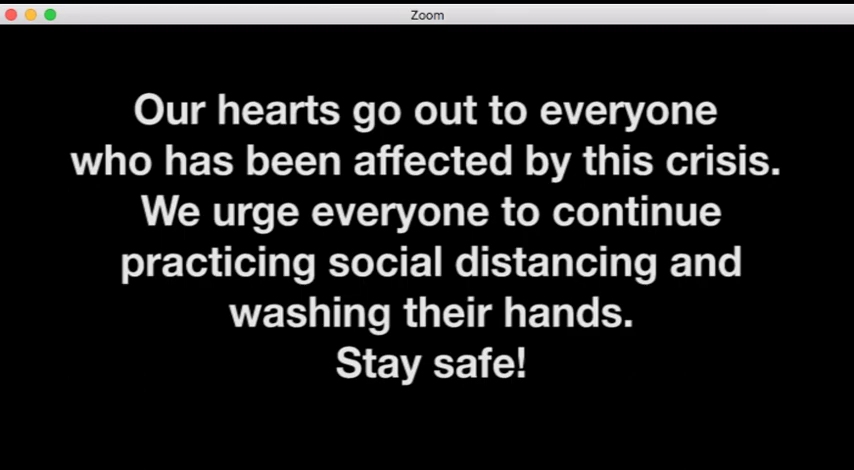 Zoom
Our hearts go out to everyone
who has been affected by this crisis.
We urge everyone to continue
practicing social distancing and
washing their hands.
Stay safe!